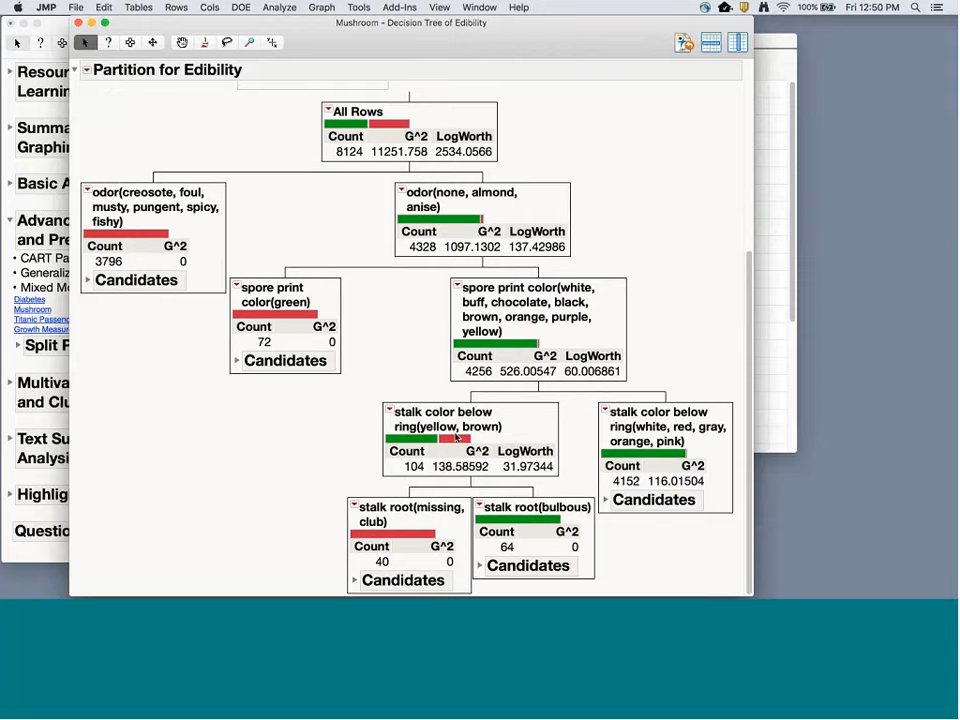 JMP File Edit Tables Rows Cols DOE Analyze Graph Tools Add-Ins View Window Help 100% Fri 12:50 PM
Mushroom - Decision Tree of Edibility
Partition for Edibility
Resour
Learnin
Summa
Graphin
Basic A
Advanc
and Pre
• CART Pa
• Generaliz
• Mixed Mo
Diabetes
Mushroom
Titanic Passeng
Growth Measur
Split P
Multiva
and Clu
Text Su
Analysi
Highlig
Questio
All Rows
Count G^2 LogWorth
8124 11251.758 2534.0566
odor(creosote, foul,
musty, pungent, spicy,
fishy)
Count G^2
3796 0
Candidates
odor(none, almond,
anise)
Count G^2 LogWorth
4328 1097.1302 137.42986
spore print
color(green)
Count G^2
72 0
Candidates
spore print color(white,
buff, chocolate, black,
brown, orange, purple,
yellow)
Count G^2 LogWorth
4256 526.00547 60.006861
stalk color below
ring(yellow, brown)
Count G^2 LogWorth
104 138.58592 31.97344
stalk color below
ring(white, red, gray,
orange, pink)
Count G^2
4152 116.01504
Candidates
stalk root(missing,
club)
Count G^2
40 0
Candidates
stalk root(bulbous)
Count G^2
64 0
Candidates